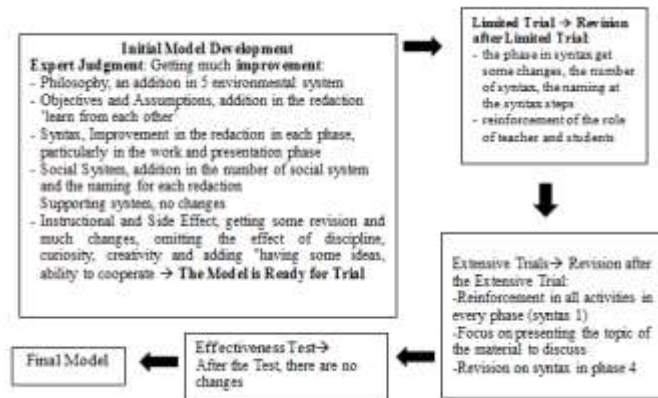 Initial Model Development
Expert Judgment: Getting much improvement:
- Philosophy, an addition in 5 environmental system
- Objectives and Assumptions, addition in the redaction
"learn from each other"
- Syntax, Improvement in the redaction in each phase,
particularly in the work and presentation phase
- Social System, addition in the number of social system
and the naming for each redaction
Supporting system, no changes
- Instructional and Side Effect, getting some revision and
much changes, omitting the effect of discipline,
curiosity, creativity and adding "having some ideas,
ability to cooperate → The Model is Ready for Trial
Limited Trial → Revision
after Limited Trial:
- the phase in syntax get
some changes, the number
of syntax, the naming at
the syntax steps
- reinforcement of the role
of teacher and students
Extensive Trials→ Revision after
the Extensive Trial:
-Reinforcement in all activities in
every phase (syntax 1)
-Focus on presenting the topic of
the material to discuss
-Revision on syntax in phase 4
Effectiveness Test→
After the Test, there are no
changes
Final Model